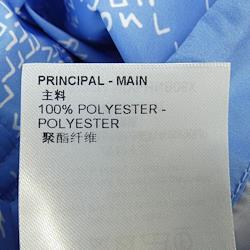 PRINCIPAL - MAIN
主料
100% POLYESTER -
POLYESTER
聚酯纤维